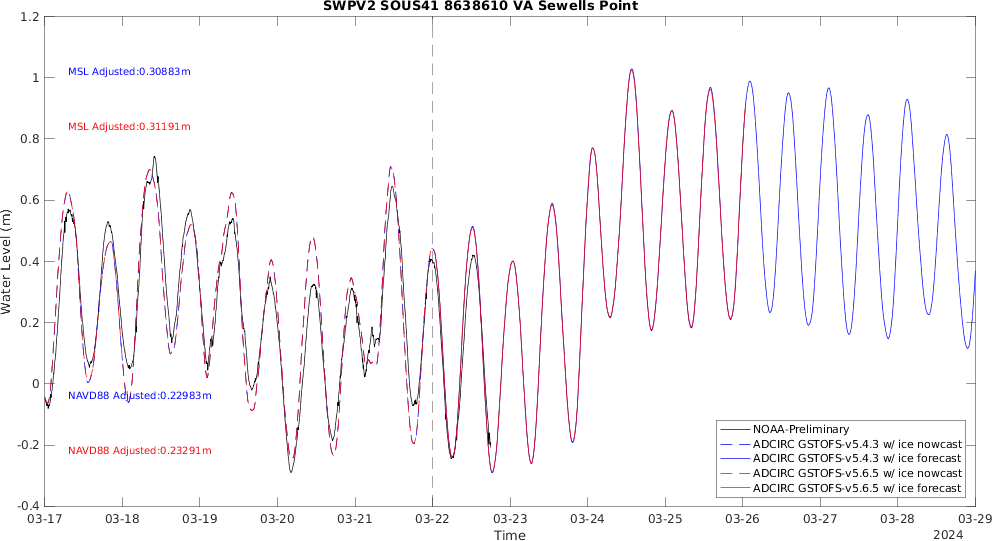 SWPV2 SOUS41 8638610 VA Sewells Point
1.2
1
0.8
0.6
0.4
0.2
0
-0.2
-0.4
Water Level (m)
MSL Adjusted:0.30883m
MSL Adjusted:0.31191m
NAVD88 Adjusted:0.22983m
NAVD88 Adjusted:0.23291m
NOAA-Preliminary
ADCIRC GSTOFS-v5.4.3 w/ ice nowcast
ADCIRC GSTOFS-v5.4.3 w/ ice forecast
ADCIRC GSTOFS-v5.6.5 w/ ice nowcast
ADCIRC GSTOFS-v5.6.5 w/ ice forecast
03-17 03-18 03-19 03-20 03-21 03-22 03-23 03-24 03-25 03-26 03-27 03-28 03-29
Time
2024